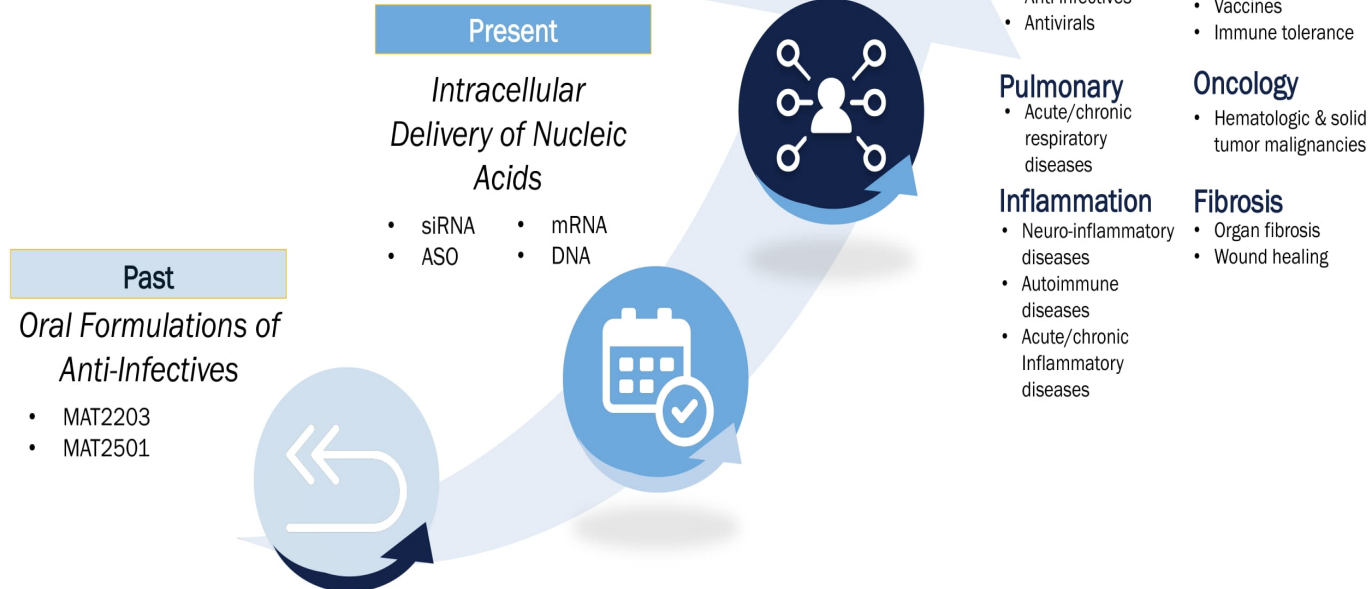 Present
Intracellular
Delivery of Nucleic
Acids
• siRNA
• ASO
• mRNA
• DNA
Past
Oral Formulations of
Anti-Infectives
• MAT2203
• MAT2501
• Antivirals
• Vaccines
• Immune tolerance
Pulmonary
• Acute/chronic
respiratory
diseases
Oncology
• Hematologic & solid
tumor malignancies
Inflammation
• Neuro-inflammatory
diseases
• Autoimmune
diseases
• Acute/chronic
Inflammatory
diseases
Fibrosis
• Organ fibrosis
• Wound healing